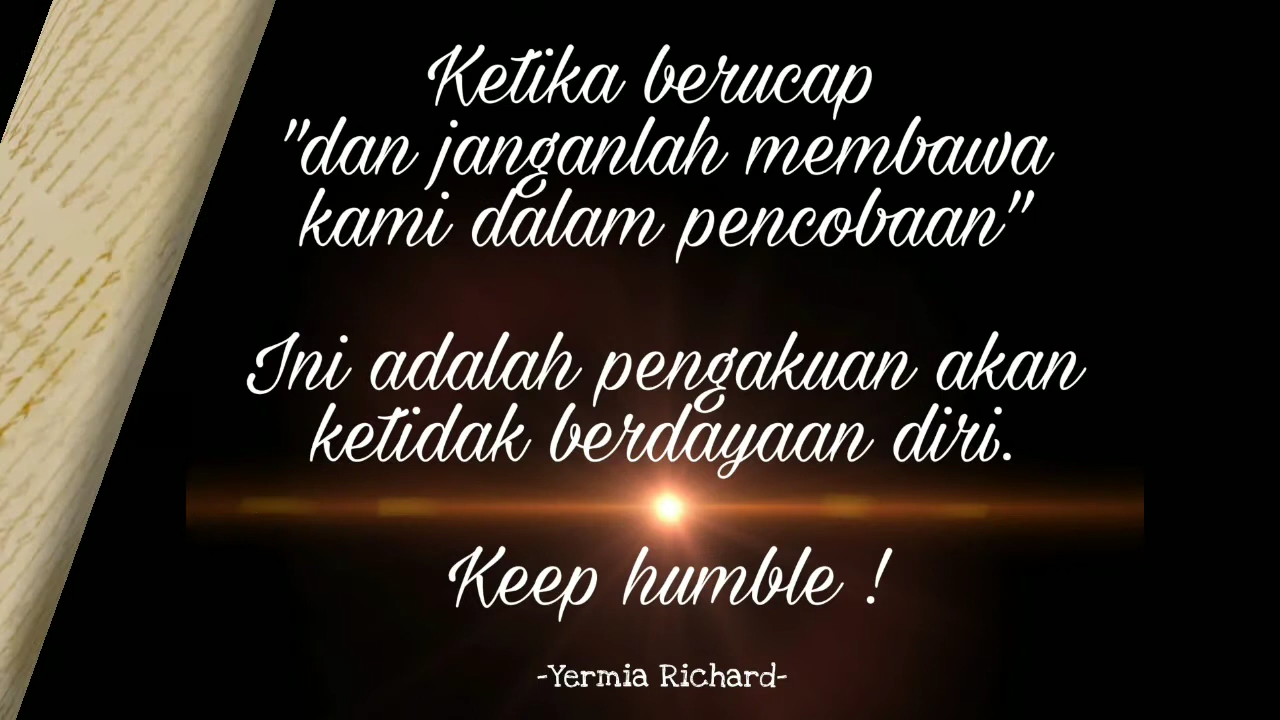 Ketika berucap
"dan janganlah membawa
kami dalam pencobaan"
Ini adalah pengakuan akan
ketidak berdayaan diri.
Keep humble !
-Yermia Richard-